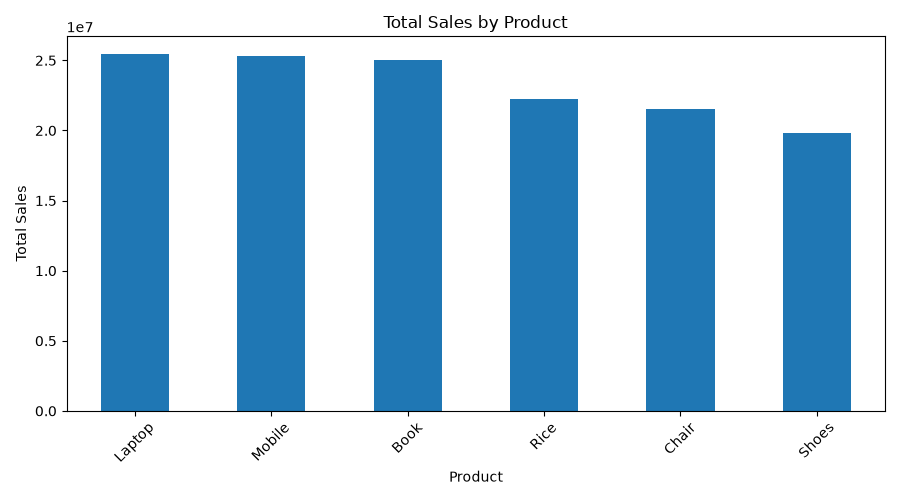 Total Sales by Product
1e7
2.5
2.0
1.5
1.0
0.5
0.0
Total Sales
Laptop
Mobile
Book
Rice
Chair
Shoes
Product